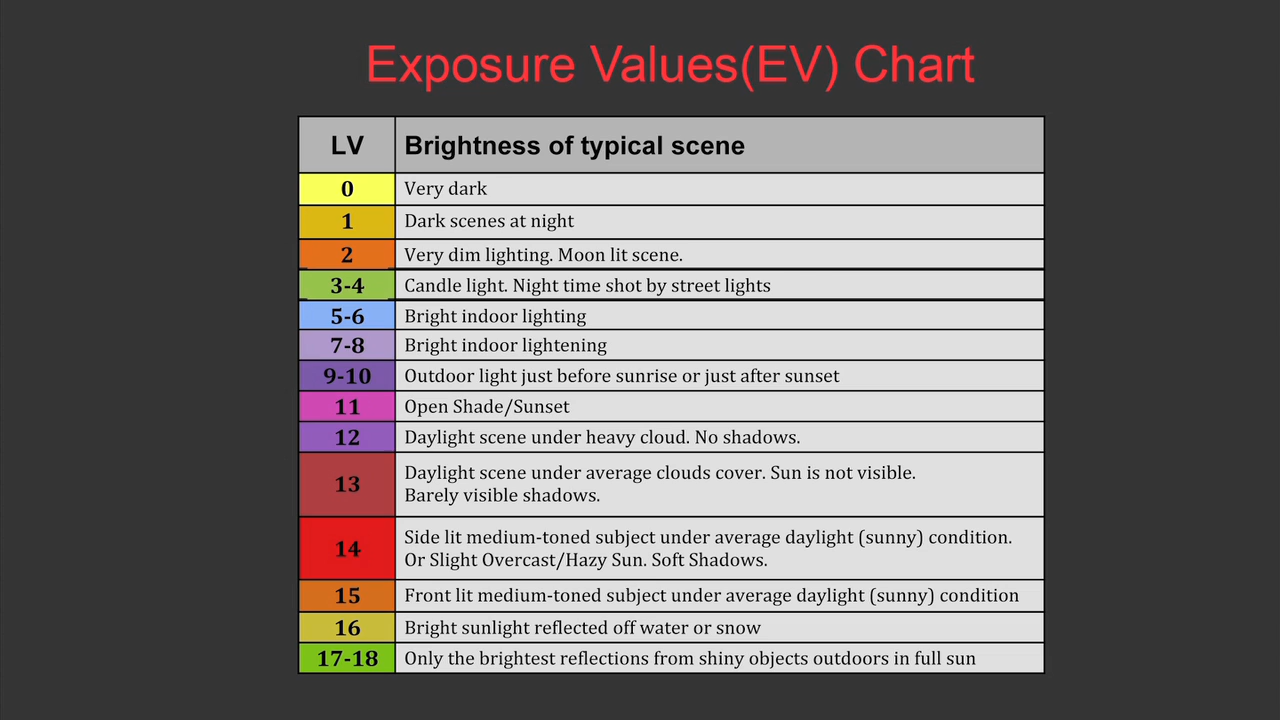 Exposure Values(EV) Chart
LV Brightness of typical scene
0 Very dark
1 Dark scenes at night
2 Very dim lighting. Moon lit scene.
3-4 Candle light. Night time shot by street lights
5-6 Bright indoor lighting
7-8 Bright indoor lightening
9-10 Outdoor light just before sunrise or just after sunset
11 Open Shade/Sunset
12 Daylight scene under heavy cloud. No shadows.
13 Daylight scene under average clouds cover. Sun is not visible.
Barely visible shadows.
14 Side lit medium-toned subject under average daylight (sunny) condition.
Or Slight Overcast/Hazy Sun. Soft Shadows.
15 Front lit medium-toned subject under average daylight (sunny) condition
16 Bright sunlight reflected off water or snow
17-18 Only the brightest reflections from shiny objects outdoors in full sun